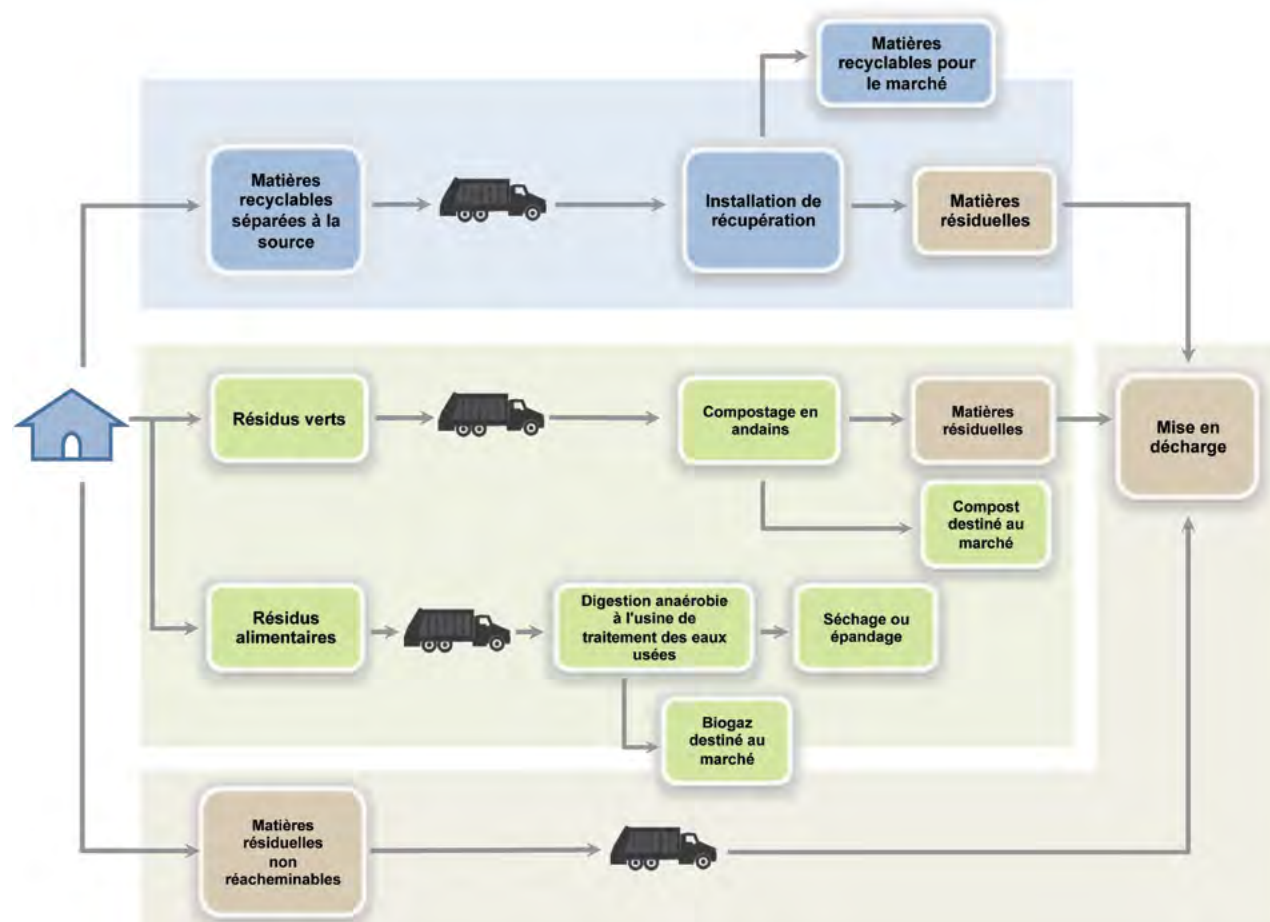 Matières
recyclables pour
le marché
Matières
recyclables
séparées à la
source
Installation de
récupération
Matières
résiduelles
Résidus verts
Compostage en
andains
Matières
résiduelles
Mise en
décharge
Compost
destiné au
marché
Résidus
alimentaires
Digestion anaérobie
à l'usine de
traitement des eaux
usées
Séchage ou
épandage
Biogaz
destiné au
marché
Matières
résiduelles
non
réacheminables